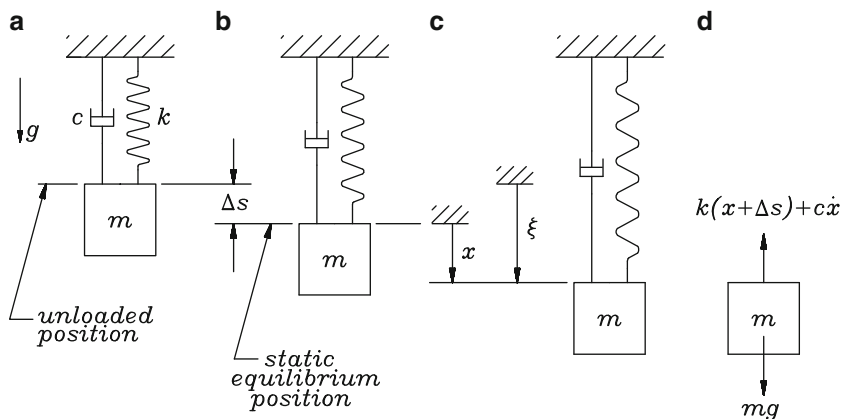 a
b
c
d
g
c
k
m
Δs
unloaded
position
m
static
equilibrium
position
x
ξ
m
k(x+Δs)+cẋ
m
mg